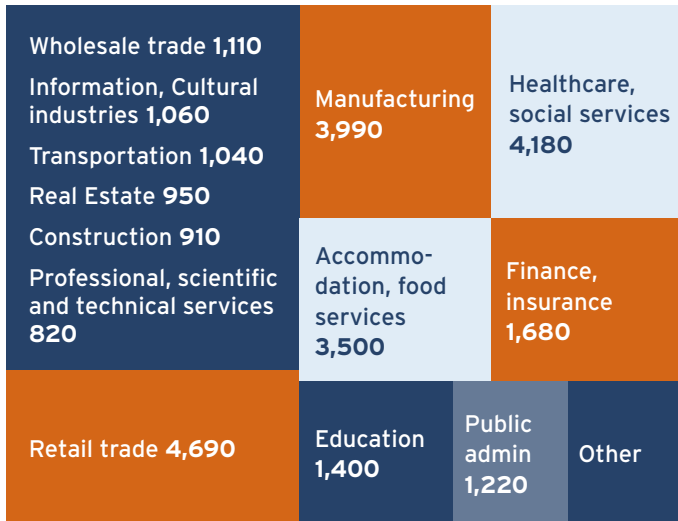 Wholesale trade 1,110
Information, Cultural
industries 1,060
Transportation 1,040
Real Estate 950
Construction 910
Professional, scientific
and technical services
820
Manufacturing
3,990
Healthcare,
social services
4,180
Accommo-
dation, food
services
3,500
Finance,
insurance
1,680
Retail trade 4,690
Education
1,400
Public
admin
1,220
Other